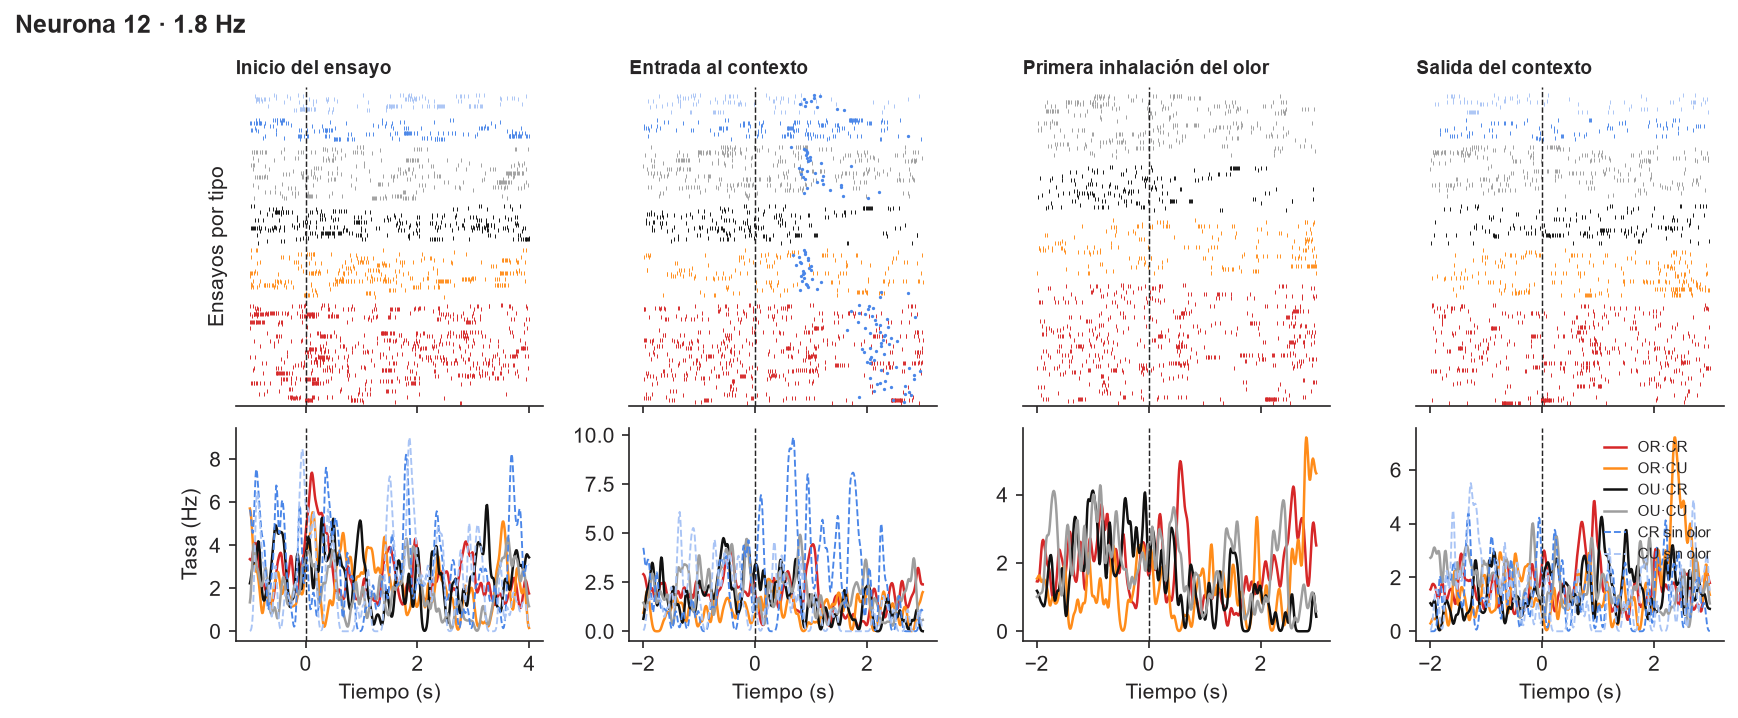 Neurona 12 · 1.8 Hz
Inicio del ensayo
Entrada al contexto
Primera inhalación del olor
Salida del contexto
Ensayos por tipo
Tasa (Hz)
8
6
4
2
0
10.0
7.5
5.0
2.5
0.0
4
2
0
6
4
2
0
OR·CR
OR·CU
OU·CR
OU·CU
CR sin olor
CU sin olor
0 2 4
−2 0 2
−2 0 2
−2 0 2
Tiempo (s)
Tiempo (s)
Tiempo (s)
Tiempo (s)